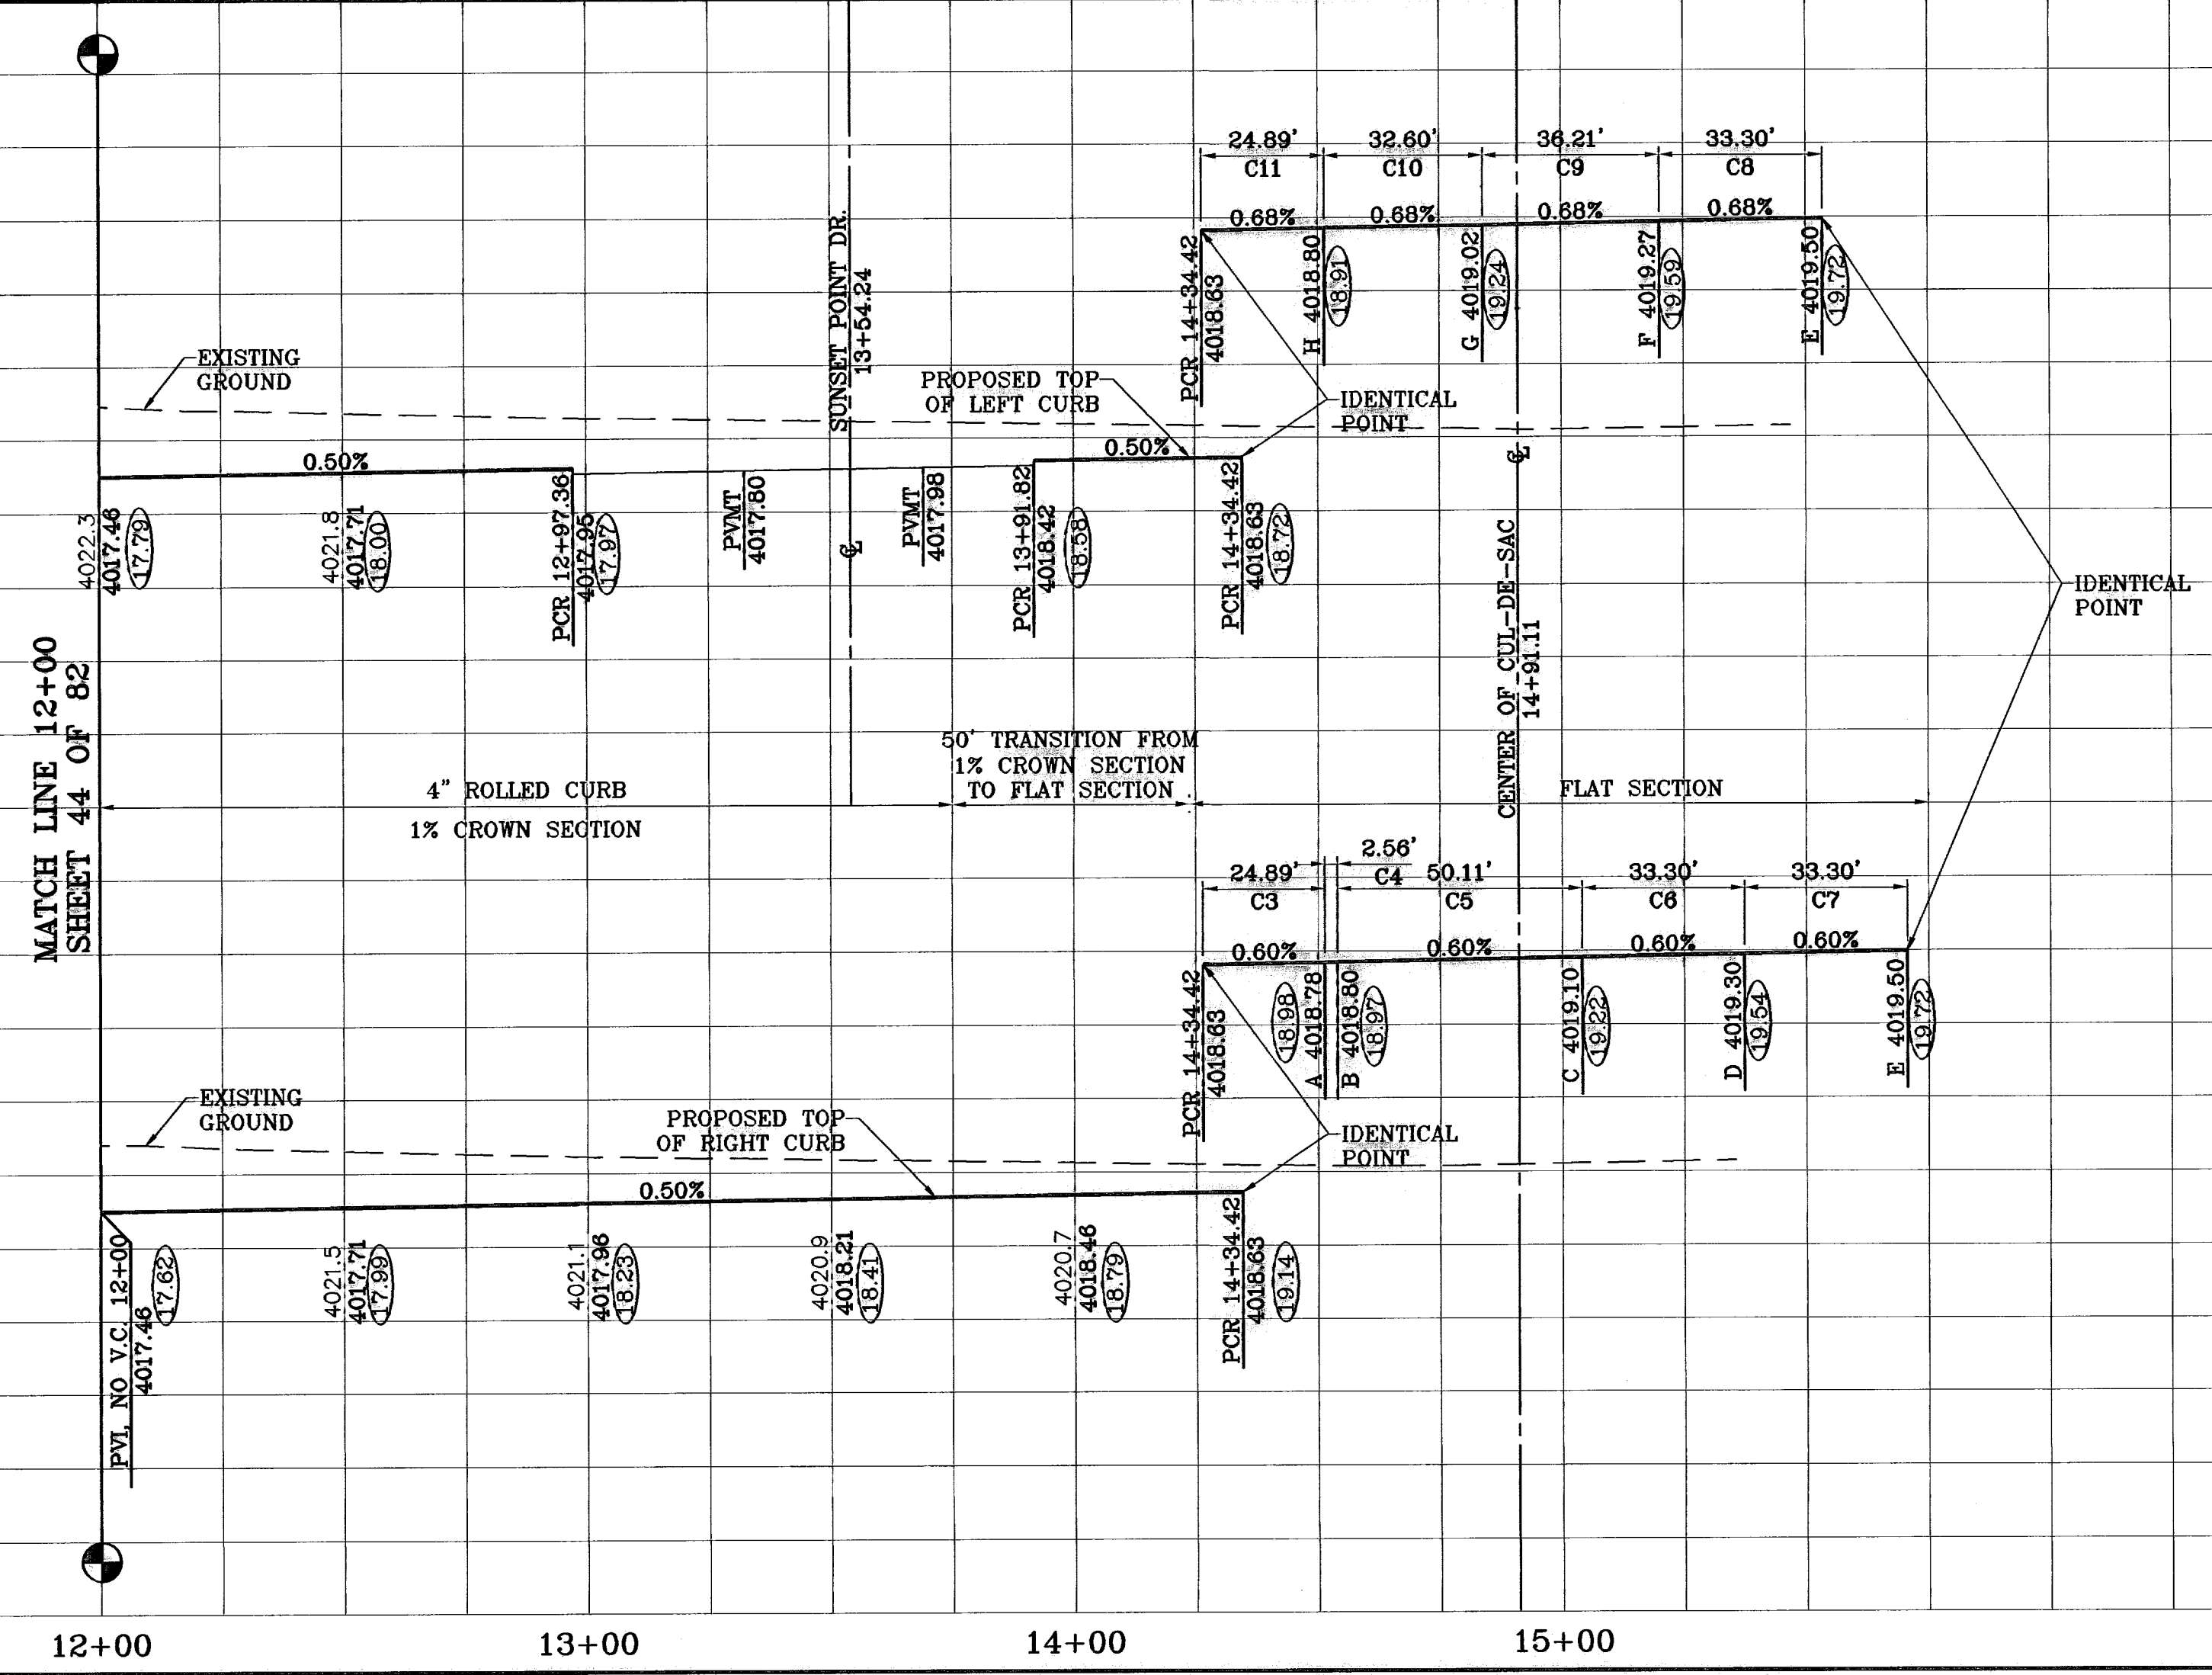 24.89'
32.60'
36.21'
33.30'
C11
C10
C9
C8
0.68%
0.68%
0.68%
0.68%
PCR 14+34.42
4018.63
H 4018.80
18.91
G 4019.02
19.24
F 4019.27
19.59
E 4019.50
19.72
SUNSET POINT DR.
13+54.24
EXISTING
GROUND
PROPOSED TOP
OF LEFT CURB
IDENTICAL
POINT
0.50%
0.50%
℄
4022.3
4017.46
17.79
4021.8
4017.71
18.00
PCR 12+97.36
4017.95
17.97
PVMT
4017.80
℄
PVMT
4017.98
PCR 13+91.82
4018.42
18.58
PCR 14+34.42
4018.63
18.72
CENTER OF CUL-DE-SAC
14+91.11
IDENTICAL
POINT
MATCH LINE 12+00
SHEET 44 OF 82
4" ROLLED CURB
1% CROWN SECTION
50' TRANSITION FROM
1% CROWN SECTION
TO FLAT SECTION
FLAT SECTION
24.89'
2.56'
50.11'
33.30'
33.30'
C3
C4
C5
C6
C7
0.60%
0.60%
0.60%
0.60%
PCR 14+34.42
4018.63
18.98
A 4018.78
B 4018.80
18.97
C 4019.10
19.22
D 4019.30
19.54
E 4019.50
19.72
EXISTING
GROUND
PROPOSED TOP
OF RIGHT CURB
IDENTICAL
POINT
0.50%
PVI, NO V.C. 12+00
4017.46
17.62
4021.5
4017.71
17.99
4021.1
4017.96
18.23
4020.9
4018.21
18.41
4020.7
4018.46
18.79
PCR 14+34.42
4018.63
19.14
12+00
13+00
14+00
15+00